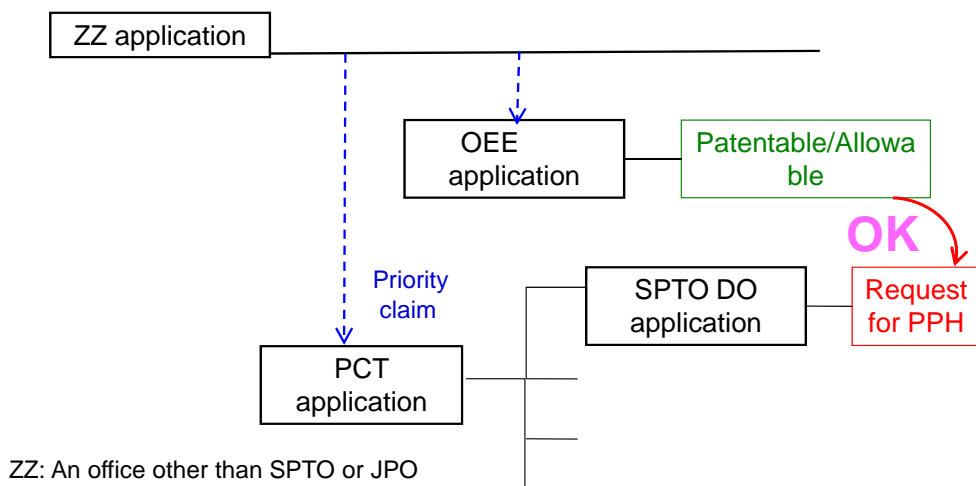 ZZ application
OEE
application
Patentable/Allowa
ble
OK
Priority
claim
SPTO DO
application
Request
for PPH
PCT
application
ZZ: An office other than SPTO or JPO